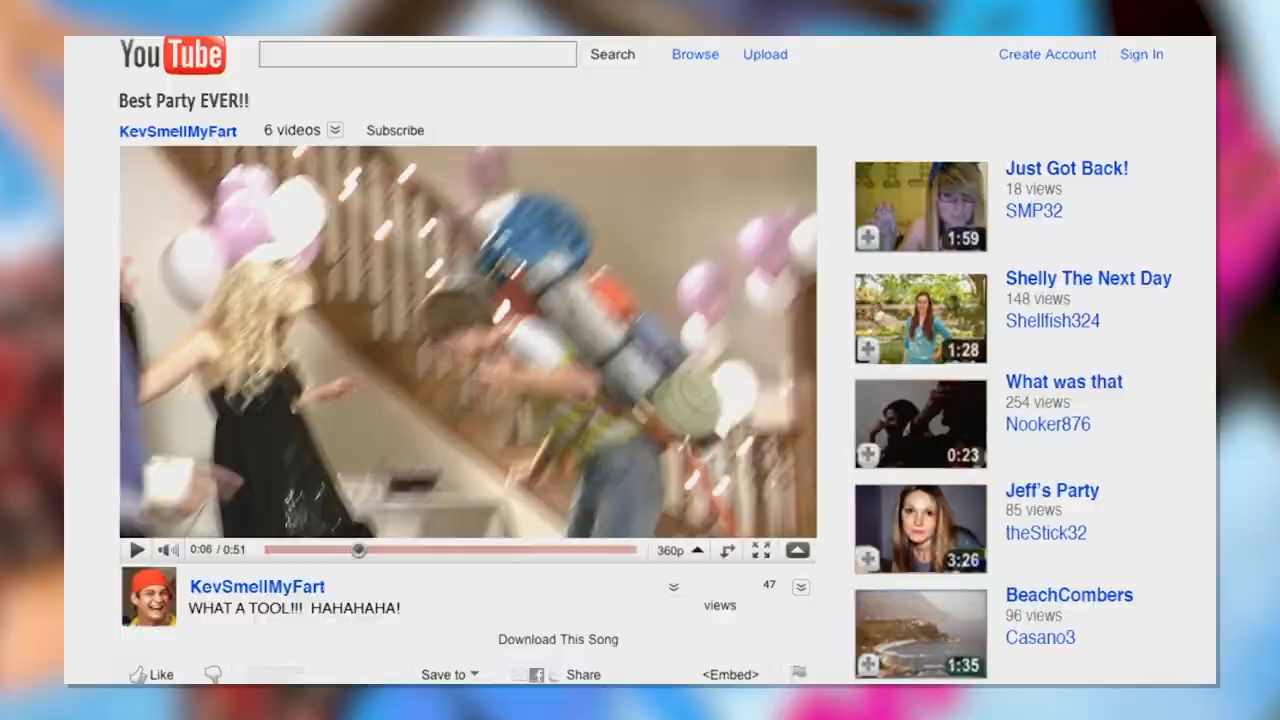 YouTube
Search Browse Upload Create Account Sign In
Best Party EVER!!
KevSmellMyFart 6 videos Subscribe
0:06 / 0:51 360p
KevSmellMyFart 47
WHAT A TOOL!!! HAHAHAHA! views
Download This Song
Like Save to Share <Embed>
Just Got Back!
18 views
SMP32
1:59
Shelly The Next Day
148 views
Shellfish324
1:28
What was that
254 views
Nooker876
0:23
Jeff's Party
85 views
theStick32
3:26
BeachCombers
96 views
Casano3
1:35